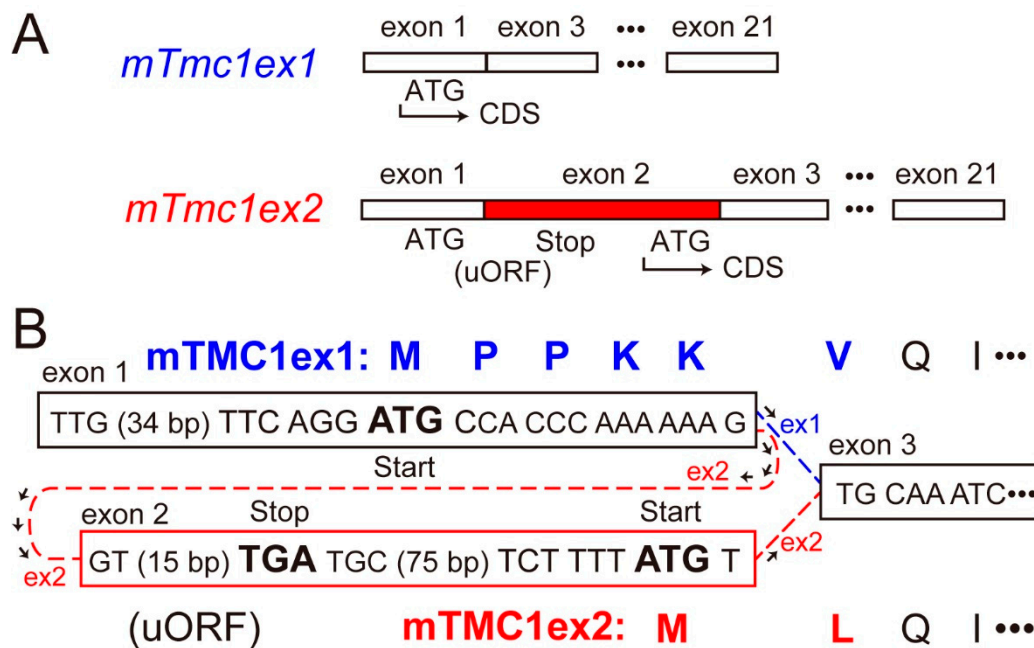 A
exon 1 exon 3 ••• exon 21
mTmc1ex1
•••
ATG
CDS
exon 1 exon 2 exon 3 ••• exon 21
mTmc1ex2
•••
ATG Stop ATG
(uORF) CDS
B
mTMC1ex1: M P P K K V Q I •••
exon 1
TTG (34 bp) TTC AGG ATG CCA CCC AAA AAA G
ex1
exon 3
Start
ex2
TG CAA ATC•••
exon 2 Stop Start
ex2
GT (15 bp) TGA TGC (75 bp) TCT TTT ATG T
ex2
(uORF) mTMC1ex2: M L Q I •••